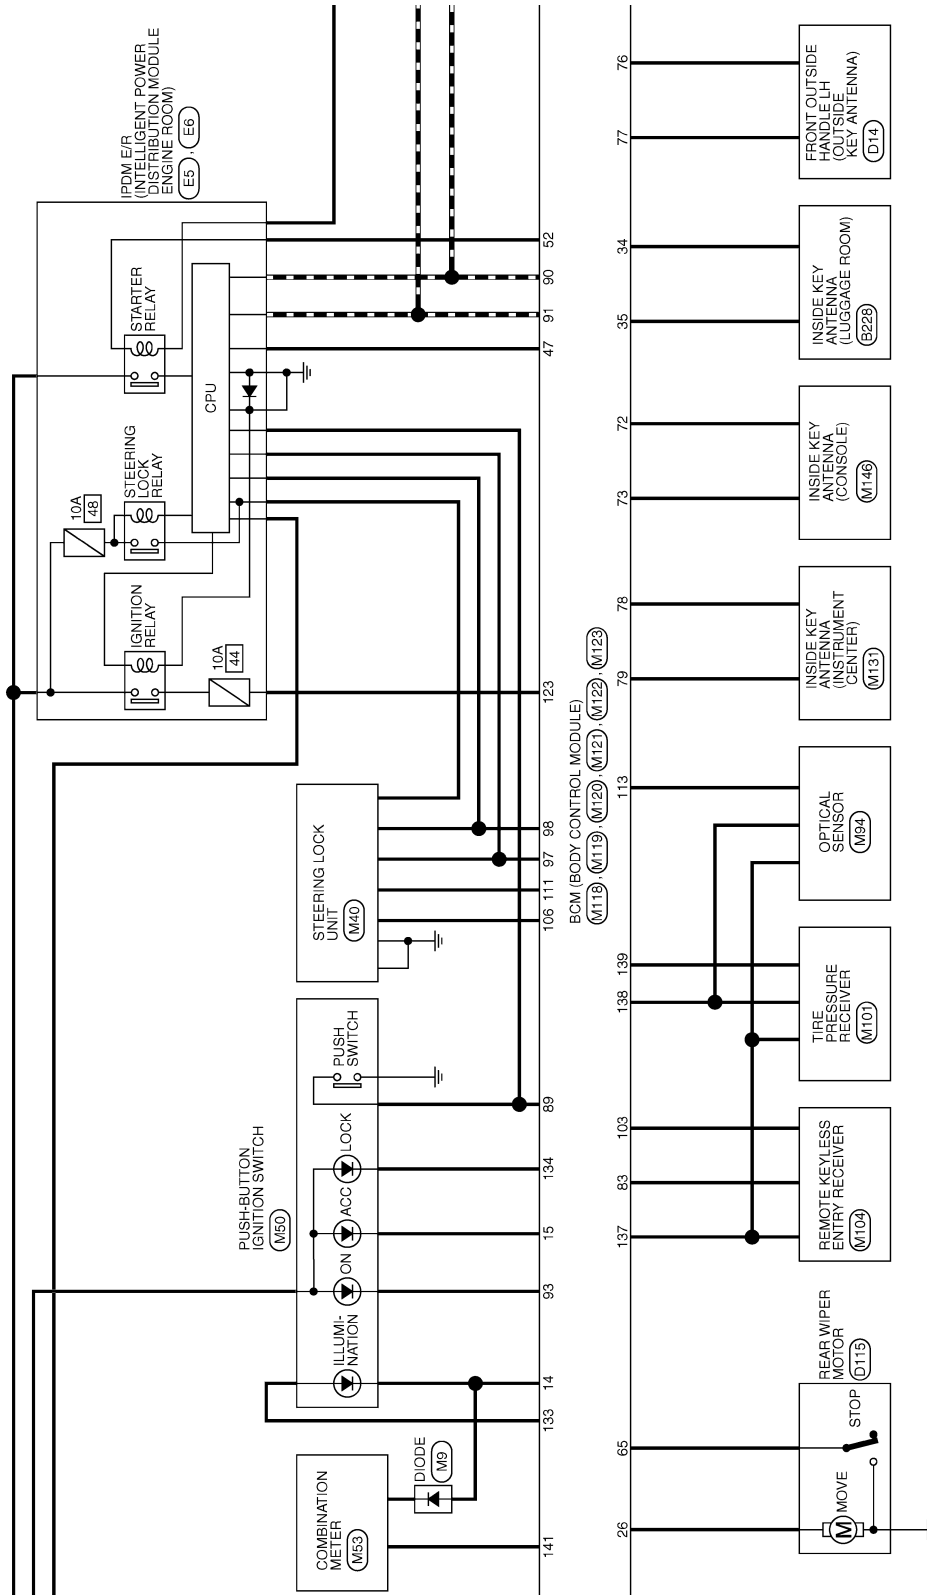 IPDM E/R
(INTELLIGENT POWER
DISTRIBUTION MODULE
ENGINE ROOM)
E5 , E6
STARTER
RELAY
STEERING
LOCK
RELAY
10A
48
IGNITION
RELAY
10A
44
CPU
52
90
91
47
123
98
97
111
106
89
134
15
93
14
133
141
STEERING LOCK
UNIT
M40
PUSH-BUTTON
IGNITION SWITCH
M50
PUSH
SWITCH
LOCK
ACC
ON
ILLUMI-
NATION
COMBINATION
METER
M53
DIODE
M9
BCM (BODY CONTROL MODULE)
M118 , M119 , M120 , M121 , M122 , M123
76
77
34
35
72
73
78
79
113
139
138
103
83
137
65
26
FRONT OUTSIDE
HANDLE LH
(OUTSIDE
KEY ANTENNA)
D14
INSIDE KEY
ANTENNA
(LUGGAGE ROOM)
B228
INSIDE KEY
ANTENNA
(CONSOLE)
M146
INSIDE KEY
ANTENNA
(INSTRUMENT
CENTER)
M131
OPTICAL
SENSOR
M94
TIRE
PRESSURE
RECEIVER
M101
REMOTE KEYLESS
ENTRY RECEIVER
M104
REAR WIPER
MOTOR
D115
STOP
MOVE
M